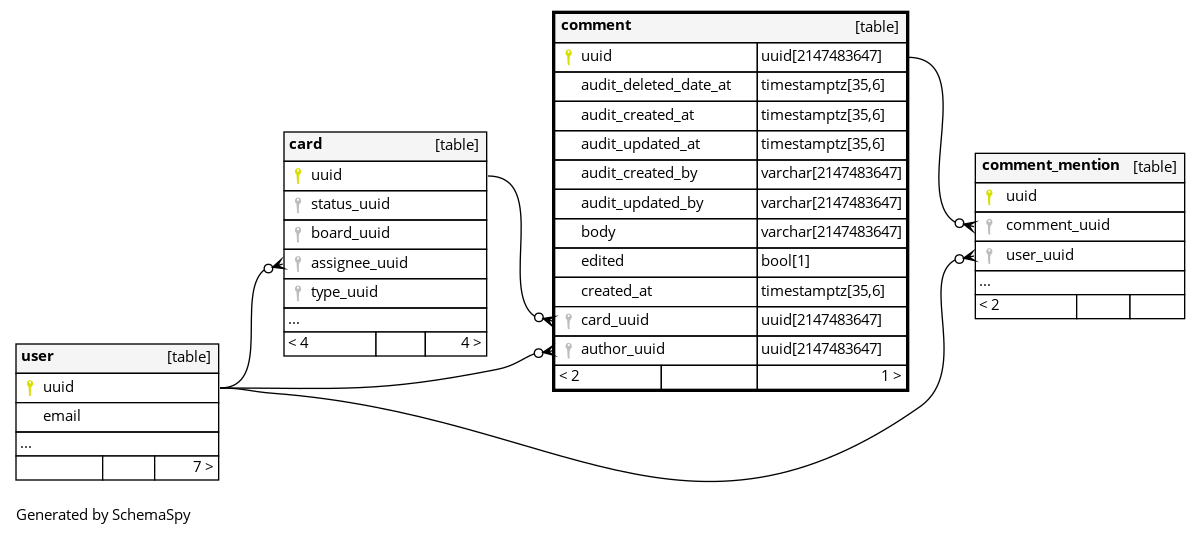 comment [table]
uuid uuid[2147483647]
audit_deleted_date_at timestamptz[35,6]
audit_created_at timestamptz[35,6]
audit_updated_at timestamptz[35,6]
audit_created_by varchar[2147483647]
audit_updated_by varchar[2147483647]
body varchar[2147483647]
edited bool[1]
created_at timestamptz[35,6]
card_uuid uuid[2147483647]
author_uuid uuid[2147483647]
< 2 1 >
card [table]
uuid
status_uuid
board_uuid
assignee_uuid
type_uuid
...
< 4 4 >
comment_mention [table]
uuid
comment_uuid
user_uuid
...
< 2
user [table]
uuid
email
...
7 >
Generated by SchemaSpy